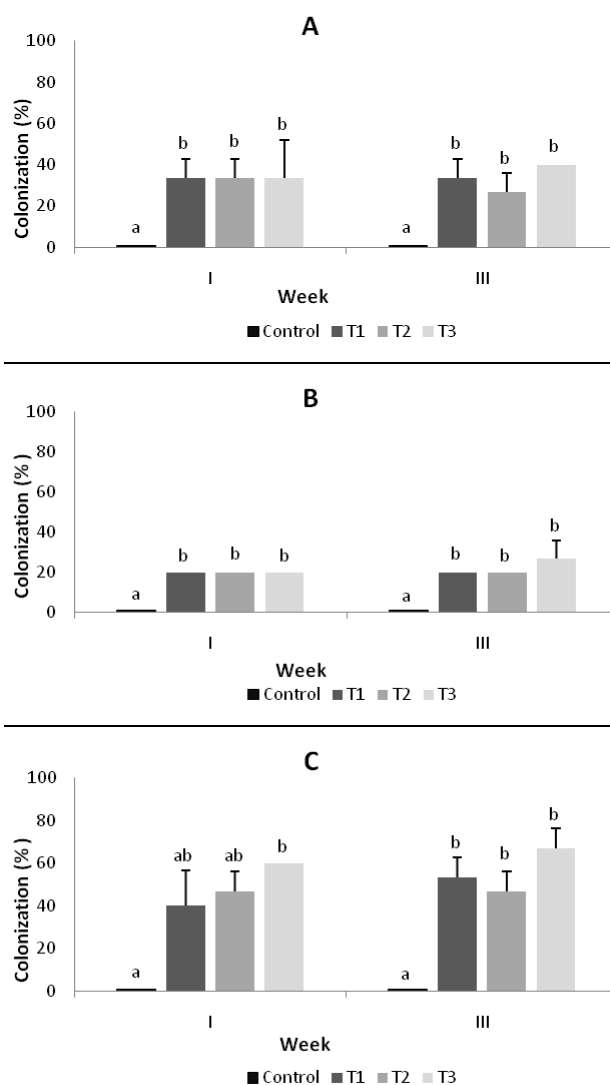 A
100
80
60
40
20
0
Colonization (%)
a b b b a b b b
I III
Week
Control T1 T2 T3
B
100
80
60
40
20
0
Colonization (% )
a b b b a b b b
I III
Week
Control T1 T2 T3
C
100
80
60
40
20
0
Colonization (% )
a ab ab b a b b b
I III
Week
Control T1 T2 T3